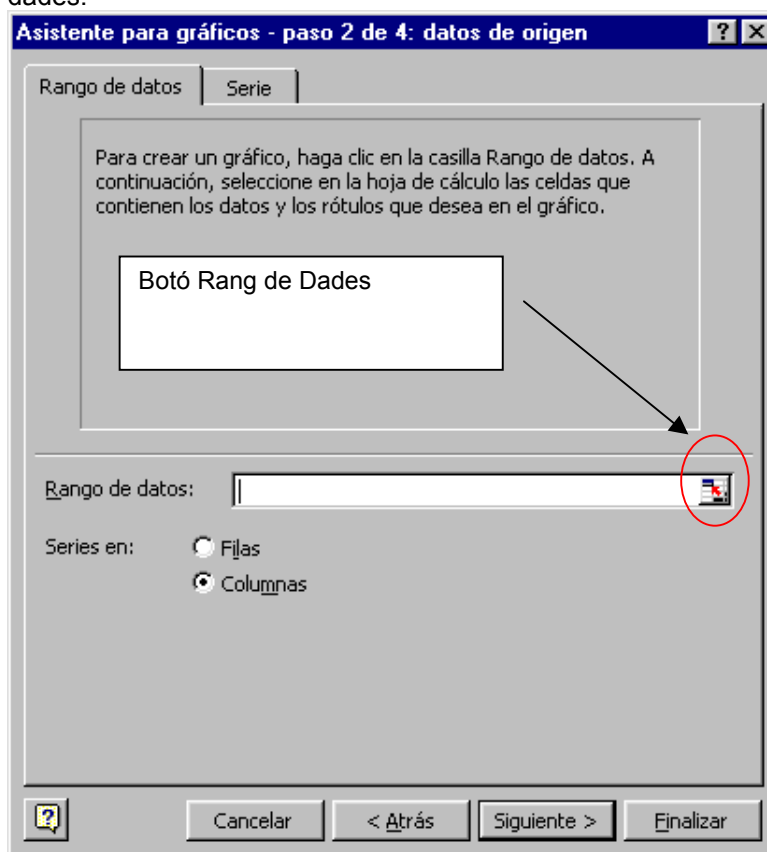 dades.
Asistente para gráficos - paso 2 de 4: datos de origen
Rango de datos
Serie
Para crear un gráfico, haga clic en la casilla Rango de datos. A
continuación, seleccione en la hoja de cálculo las celdas que
contienen los datos y los rótulos que desea en el gráfico.
Botó Rang de Dades
Rango de datos:
Series en:
Filas
Columnas
Cancelar
< Atrás
Siguiente >
Finalizar